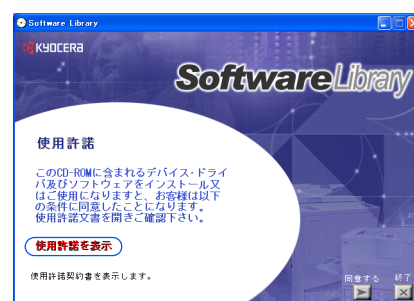 Software Library
KYOCERA
SoftwareLibrary
使用許諾
このCD-ROMに含まれるデバイス・ドライ
バ及びソフトウェアをインストール又
はご使用になりますと、お客様は以下
の条件に同意したことになります。
使用許諾文書を開きご確認下さい。
使用許諾を表示
使用許諾契約書を表示します。
同意する 終了